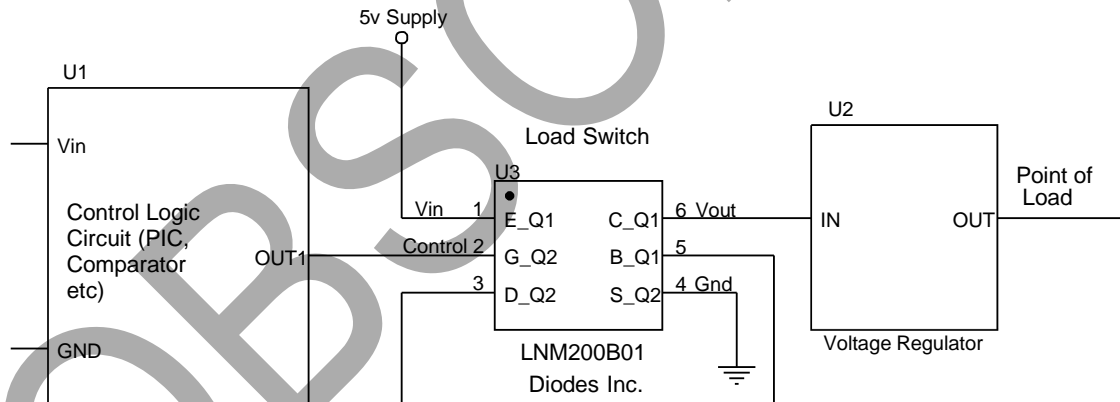 5v Supply
U1
Vin
Control Logic
Circuit (PIC,
Comparator
etc)
OUT1
GND
Load Switch
U3
Vin 1 E_Q1 C_Q1 6 Vout
Control 2 G_Q2 B_Q1 5
3 D_Q2 S_Q2 4 Gnd
LNM200B01
Diodes Inc.
U2
IN OUT
Voltage Regulator
Point of
Load